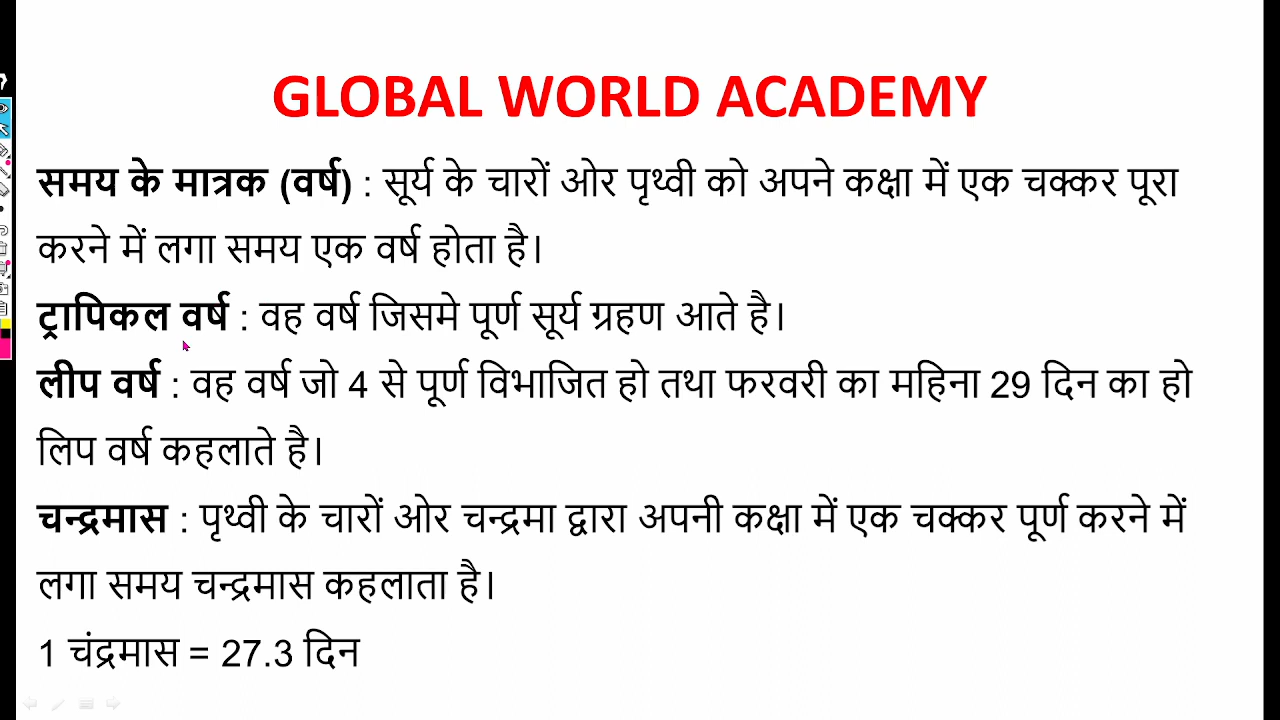 GLOBAL WORLD ACADEMY
समय के मात्रक (वर्ष) : सूर्य के चारों ओर पृथ्वी को अपने कक्षा में एक चक्कर पूरा
करने में लगा समय एक वर्ष होता है।
ट्रापिकल वर्ष : वह वर्ष जिसमे पूर्ण सूर्य ग्रहण आते है।
लीप वर्ष : वह वर्ष जो 4 से पूर्ण विभाजित हो तथा फरवरी का महिना 29 दिन का हो
लिप वर्ष कहलाते है।
चन्द्रमास : पृथ्वी के चारों ओर चन्द्रमा द्वारा अपनी कक्षा में एक चक्कर पूर्ण करने में
लगा समय चन्द्रमास कहलाता है।
1 चंद्रमास = 27.3 दिन